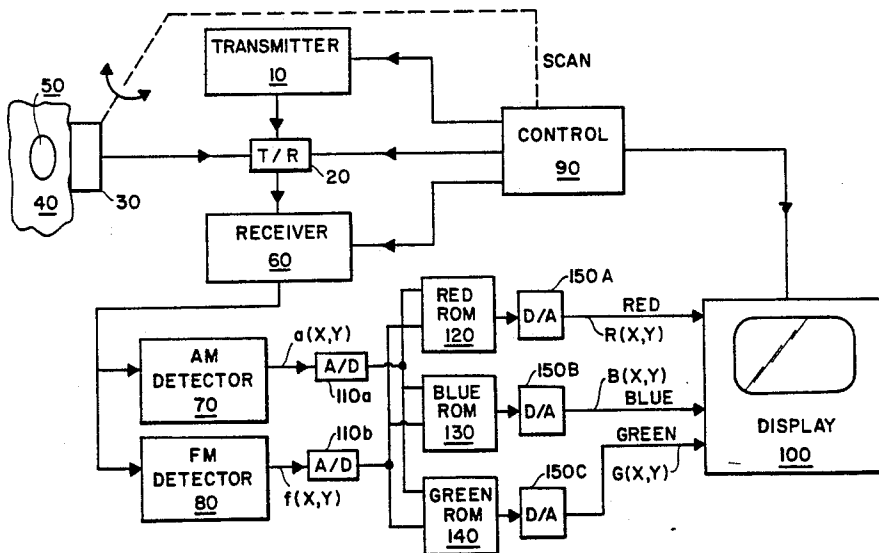 TRANSMITTER
10
SCAN
50
CONTROL
90
T/R
20
40
30
RECEIVER
60
150A
RED
ROM
120
D/A
RED
R(X,Y)
a(X,Y)
AM
DETECTOR
70
A/D
110a
150B
BLUE
ROM
130
D/A
B(X,Y)
BLUE
DISPLAY
100
110b
FM
DETECTOR
80
A/D
f(X,Y)
150C
GREEN
G(X,Y)
GREEN
ROM
140
D/A